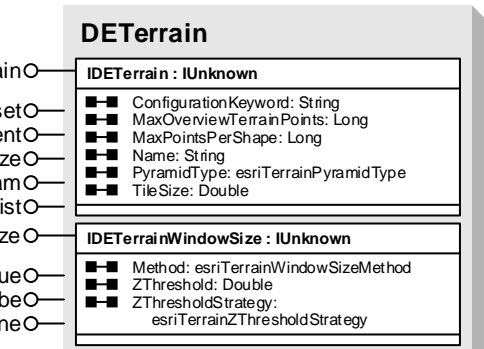 DETerrain
IDETerrain : IUnknown
ConfigurationKeyword: String
MaxOverviewTerrainPoints: Long
MaxPointsPerShape: Long
Name: String
PyramidType: esriTerrainPyramidType
TileSize: Double
IDETerrainWindowSize : IUnknown
Method: esriTerrainWindowSizeMethod
ZThreshold: Double
ZThresholdStrategy:
esriTerrainZThresholdStrategy